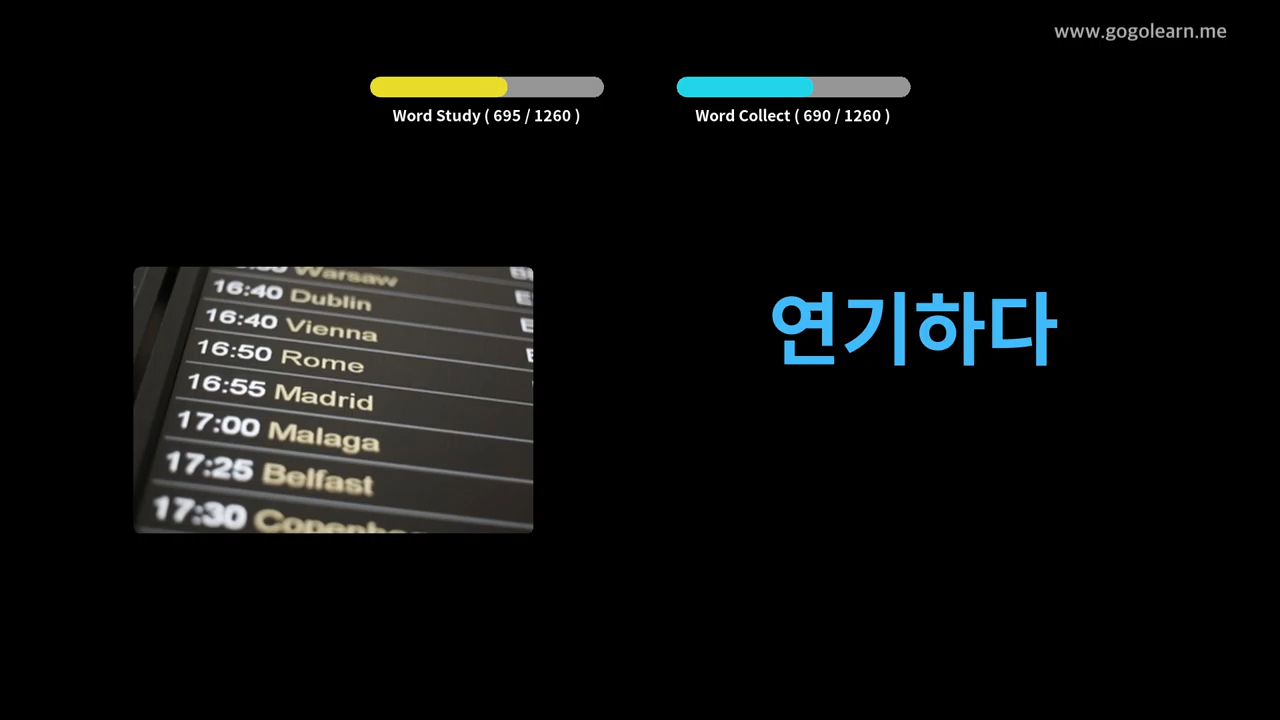 www.gogolearn.me
Word Study ( 695 / 1260 )
Word Collect ( 690 / 1260 )
연기하다
Warsaw
16:40 Dublin
16:40 Vienna
16:50 Rome
16:55 Madrid
17:00 Malaga
17:25 Belfast
17:30